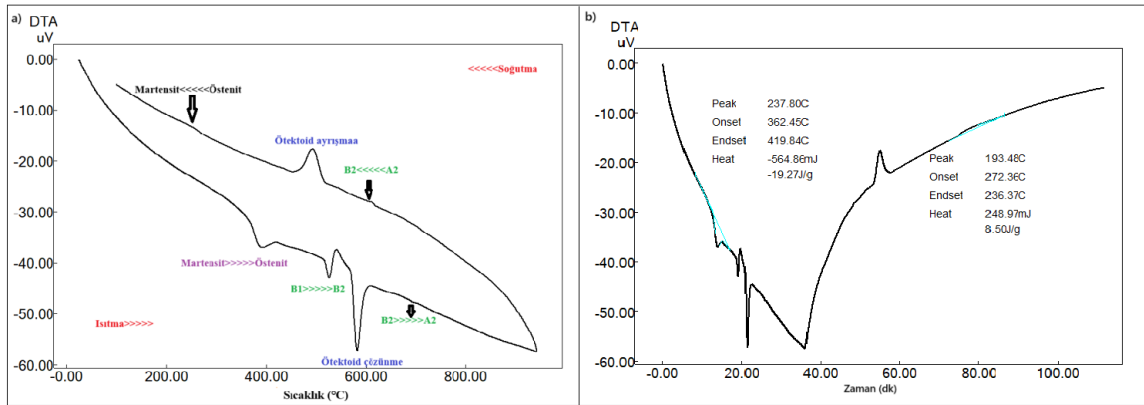 a)
DTA
uV
0.00
-10.00
-20.00
-30.00
-40.00
-50.00
-60.00
<<<<<Soğutma
Martensit<<<<<Östenit
Ötektoid ayrışmaa
B2<<<<<A2
Martensit>>>>>Östenit
B1>>>>>B2
Isıtma>>>>>
B2>>>>>A2
Ötektoid çözünme
-0.00
200.00
400.00
600.00
800.00
Sıcaklık (°C)
b)
DTA
uV
0.00
-10.00
-20.00
-30.00
-40.00
-50.00
-60.00
Peak 237.80C
Onset 362.45C
Endset 419.84C
Heat -564.86mJ
-19.27J/g
Peak 193.48C
Onset 272.36C
Endset 236.37C
Heat 248.97mJ
8.50J/g
-0.00
20.00
40.00
60.00
80.00
100.00
Zaman (dk)